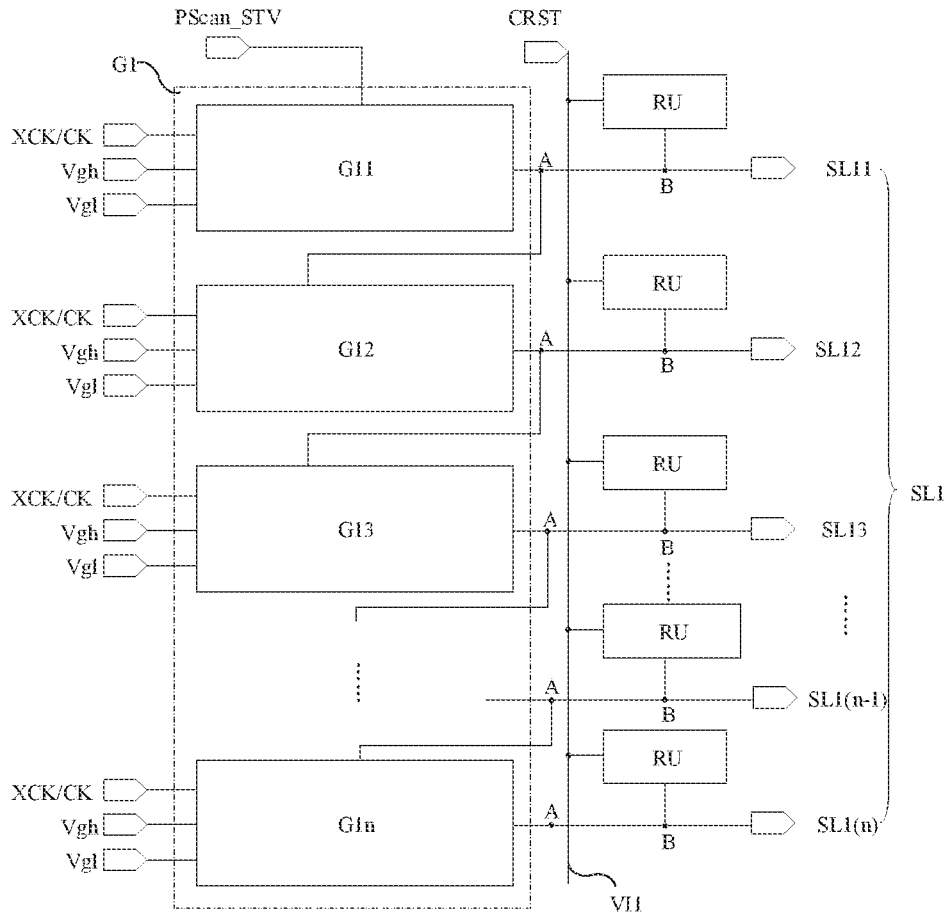 PScan_STV
CRST
G1
RU
XCK/CK
Vgh
G11
A
SL11
Vgl
B
RU
XCK/CK
Vgh
G12
A
SL12
Vgl
B
RU
SL1
XCK/CK
Vgh
G13
A
SL13
Vgl
B
RU
A
SL1(n-1)
B
RU
XCK/CK
Vgh
G1n
A
SL1(n)
Vgl
B
VI1